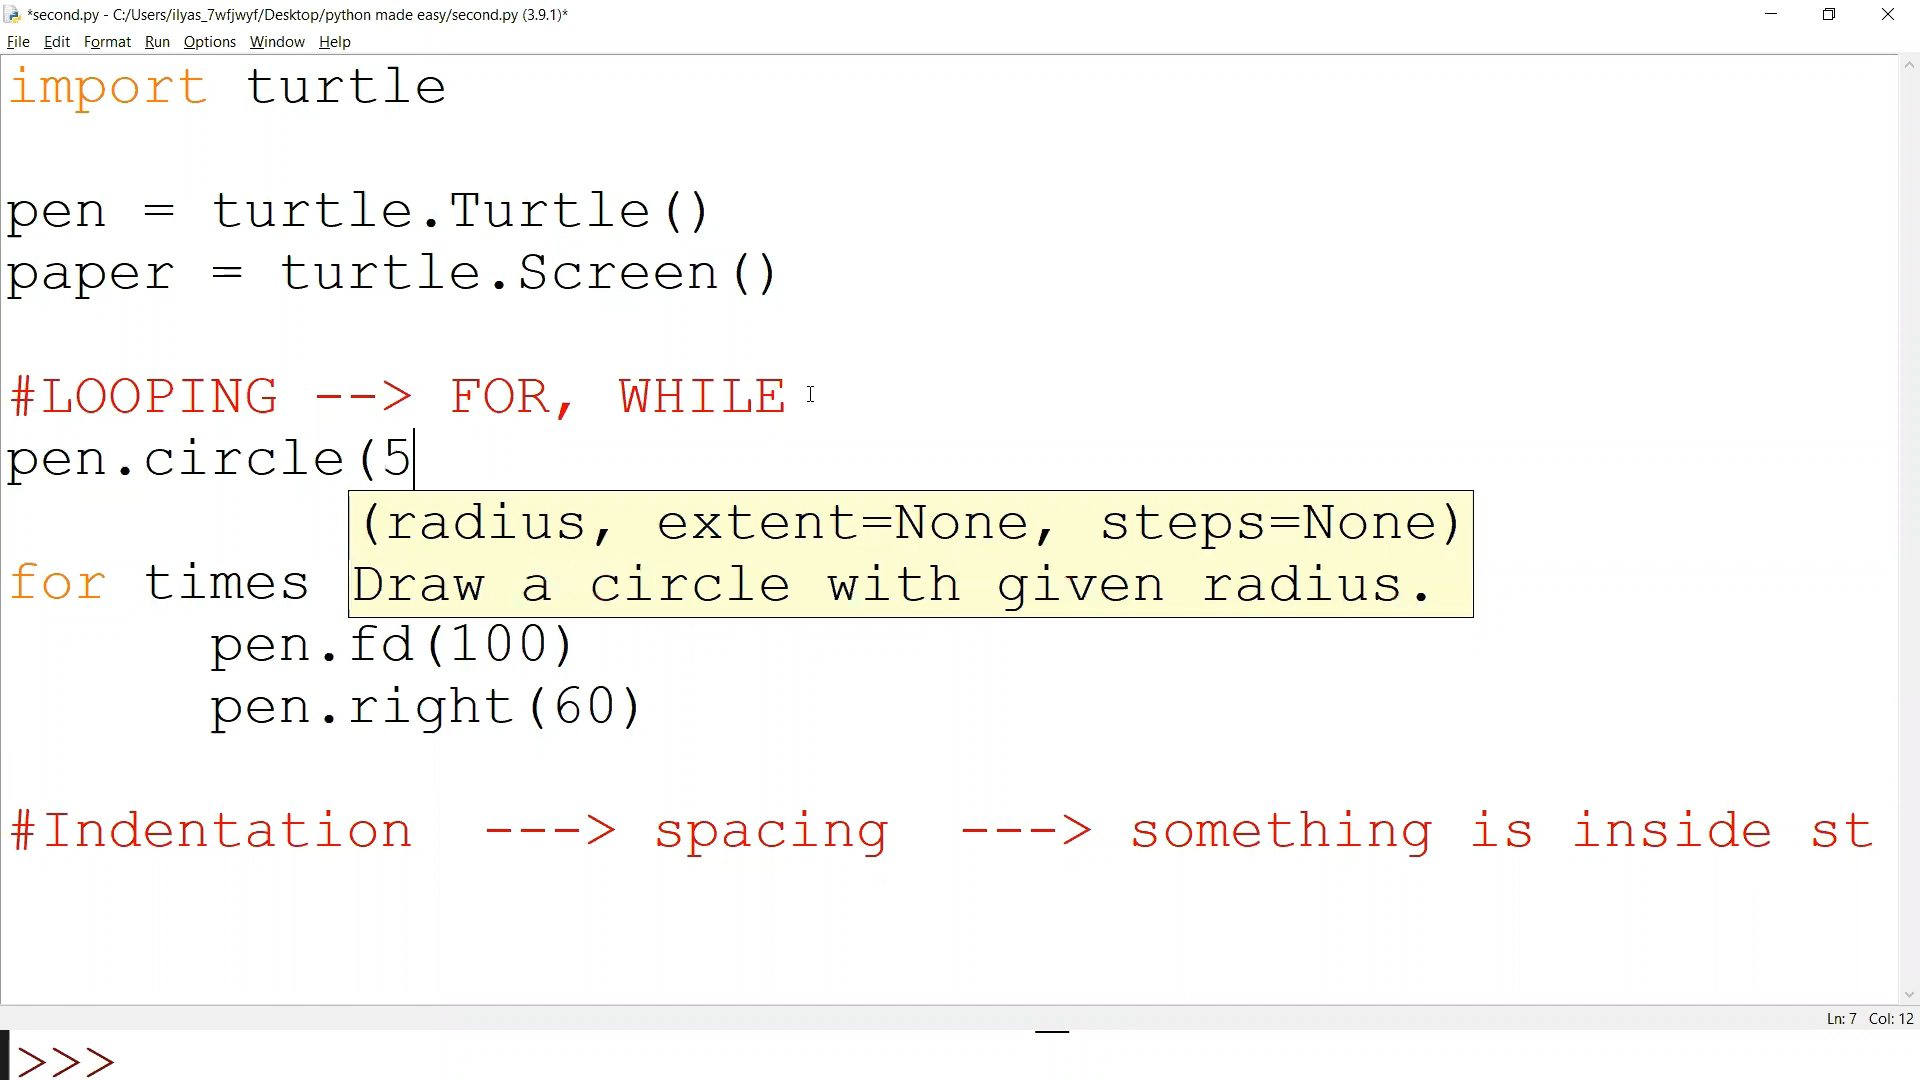 *second.py - C:/Users/ilyas_7wfjwyf/Desktop/python made easy/second.py (3.9.1)*
File Edit Format Run Options Window Help
import turtle
pen = turtle.Turtle()
paper = turtle.Screen()
#LOOPING --> FOR, WHILE
pen.circle(5
(radius, extent=None, steps=None)
Draw a circle with given radius.
for times
pen.fd(100)
pen.right(60)
#Indentation  ---> spacing  ---> something is inside st
Ln: 7 Col: 12
>>>